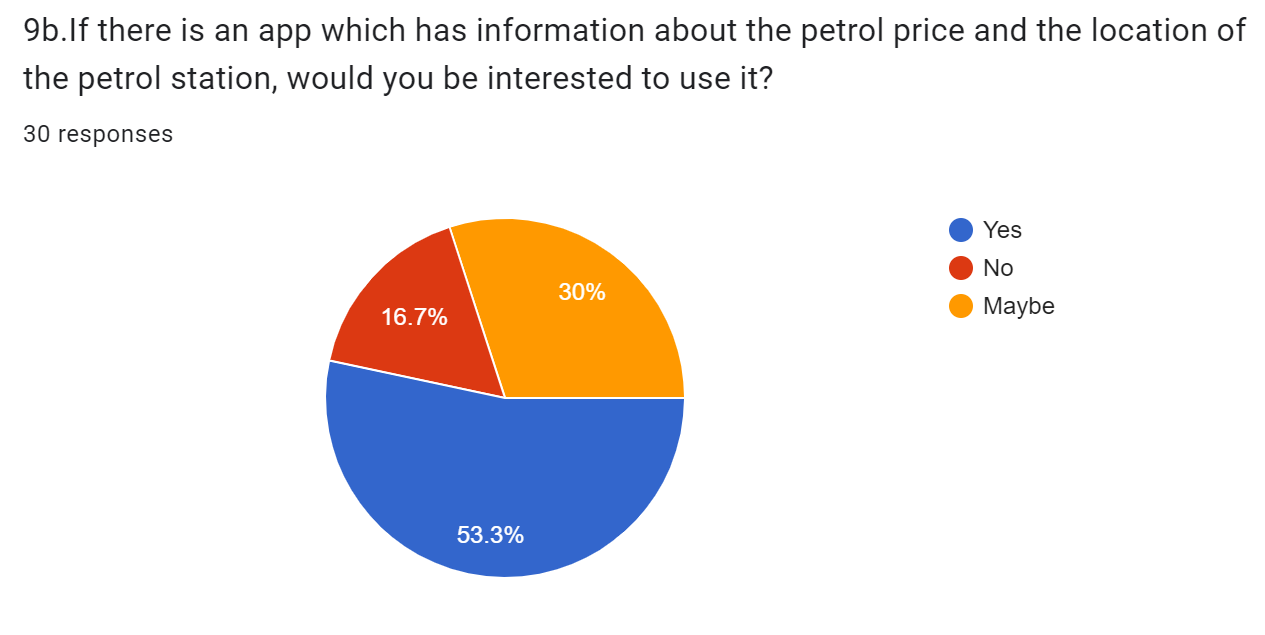 9b.If there is an app which has information about the petrol price and the location of
the petrol station, would you be interested to use it?
30 responses
Yes
No
Maybe
30%
16.7%
53.3%